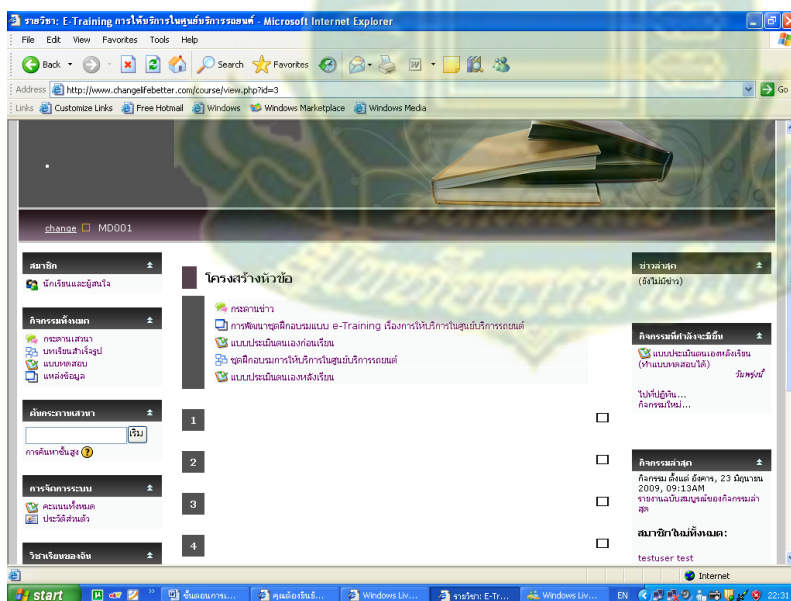 รายวิชา: E-Training การให้บริการในศูนย์บริการรถยนต์ - Microsoft Internet Explorer
File Edit View Favorites Tools Help
Back Search Favorites
Address http://www.changelifebetter.com/course/view.php?id=3 Go
Links Customize Links Free Hotmail Windows Windows Marketplace Windows Media
change MD001
สมาชิก
นักเรียนและผู้สนใจ
กิจกรรมทั้งหมด
กระดานเสวนา
บทเรียนสำเร็จรูป
แบบทดสอบ
แหล่งข้อมูล
ค้นกระดานเสวนา
เริ่ม
การค้นหาขั้นสูง
การจัดการระบบ
คะแนนทั้งหมด
ประวัติส่วนตัว
วิชาเรียนของฉัน
โครงสร้างหัวข้อ
กระดานข่าว
การพัฒนาชุดฝึกอบรมแบบ e-Training เรื่องการให้บริการในศูนย์บริการรถยนต์
แบบประเมินตนเองก่อนเรียน
ชุดฝึกอบรมการให้บริการในศูนย์บริการรถยนต์
แบบประเมินตนเองหลังเรียน
1
2
3
4
ข่าวล่าสุด
(ยังไม่มีข่าว)
กิจกรรมที่กำลังจะมีขึ้น
แบบประเมินตนเองหลังเรียน
(ทำแบบทดสอบได้)
วันพรุ่งนี้
ไปที่ปฏิทิน...
กิจกรรมใหม่...
กิจกรรมล่าสุด
กิจกรรม ตั้งแต่ อังคาร, 23 มิถุนายน
2009, 09:13AM
รายงานฉบับสมบูรณ์ของกิจกรรมล่า
สุด
สมาชิกใหม่ทั้งหมด:
testuser test
Internet
start ขั้นตอนการเ... คุณต้องยินยั... Windows Liv... รายวิชา: E-Tr... Windows Liv... EN 22:31